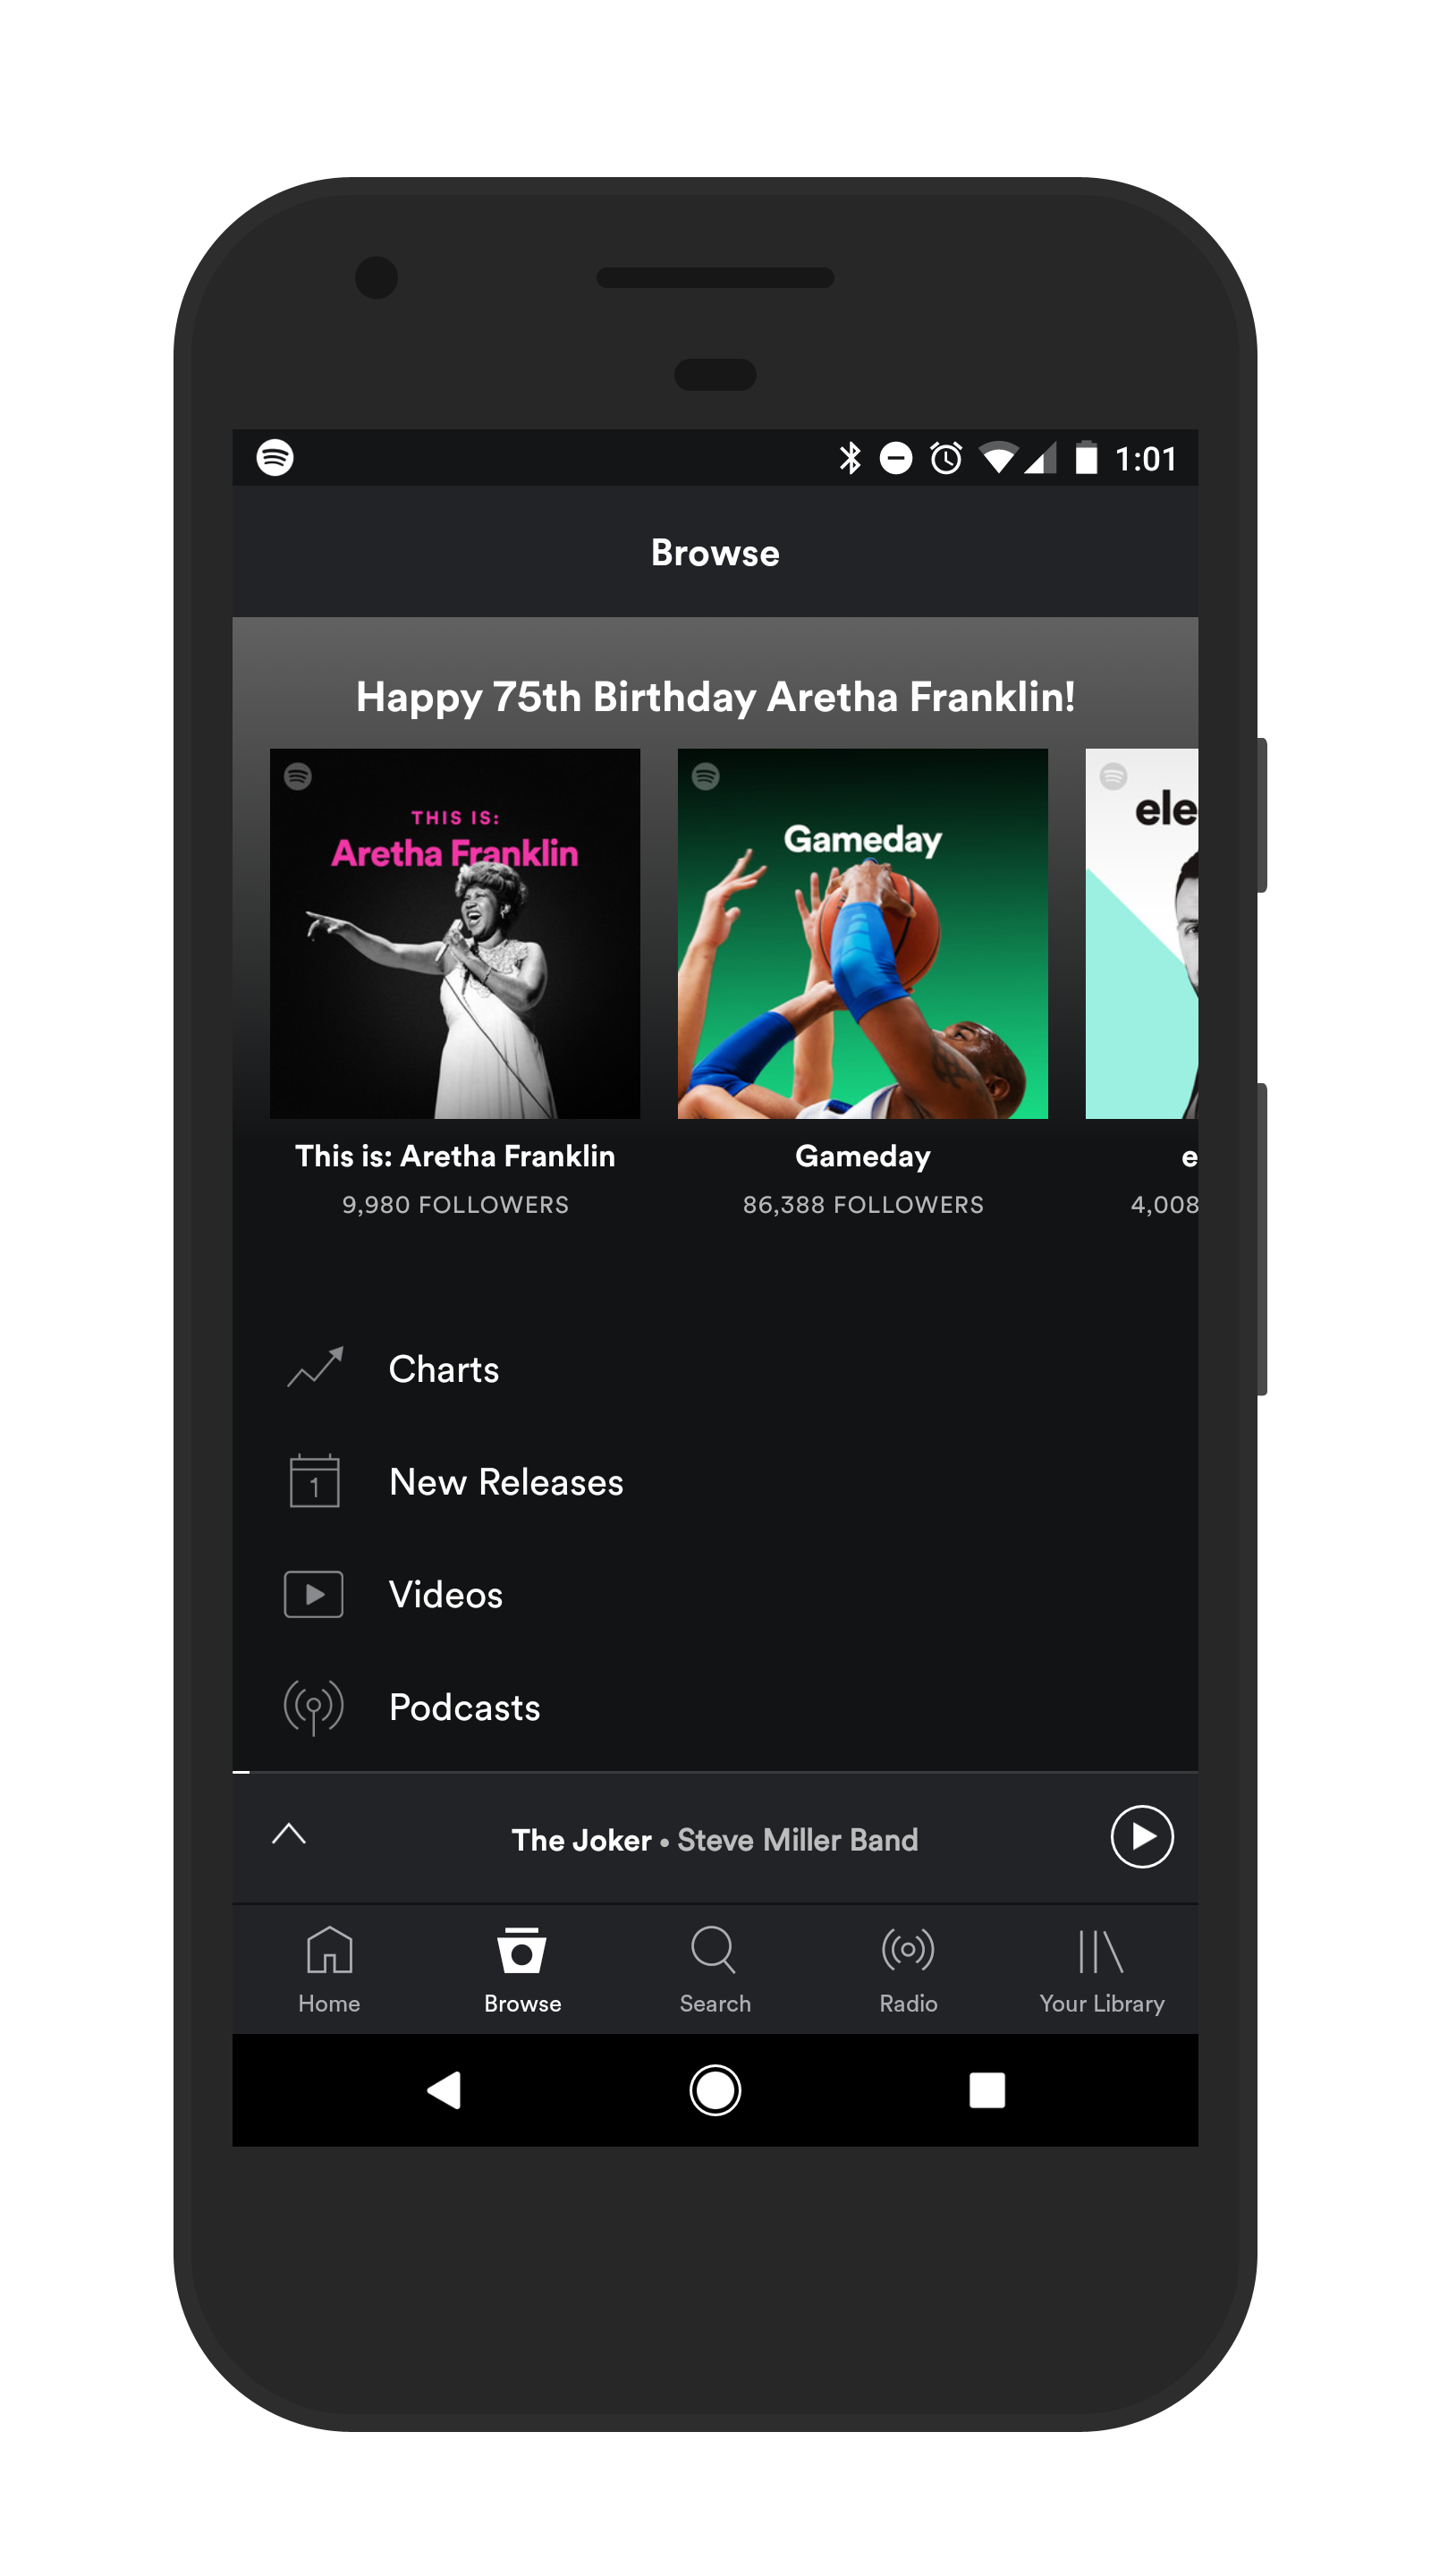 1:01
Browse
Happy 75th Birthday Aretha Franklin!
THIS IS:
Aretha Franklin
Gameday
ele
This is: Aretha Franklin
Gameday
e
9,980 FOLLOWERS
86,388 FOLLOWERS
4,008
Charts
1
New Releases
Videos
Podcasts
The Joker • Steve Miller Band
Home
Browse
Search
Radio
Your Library